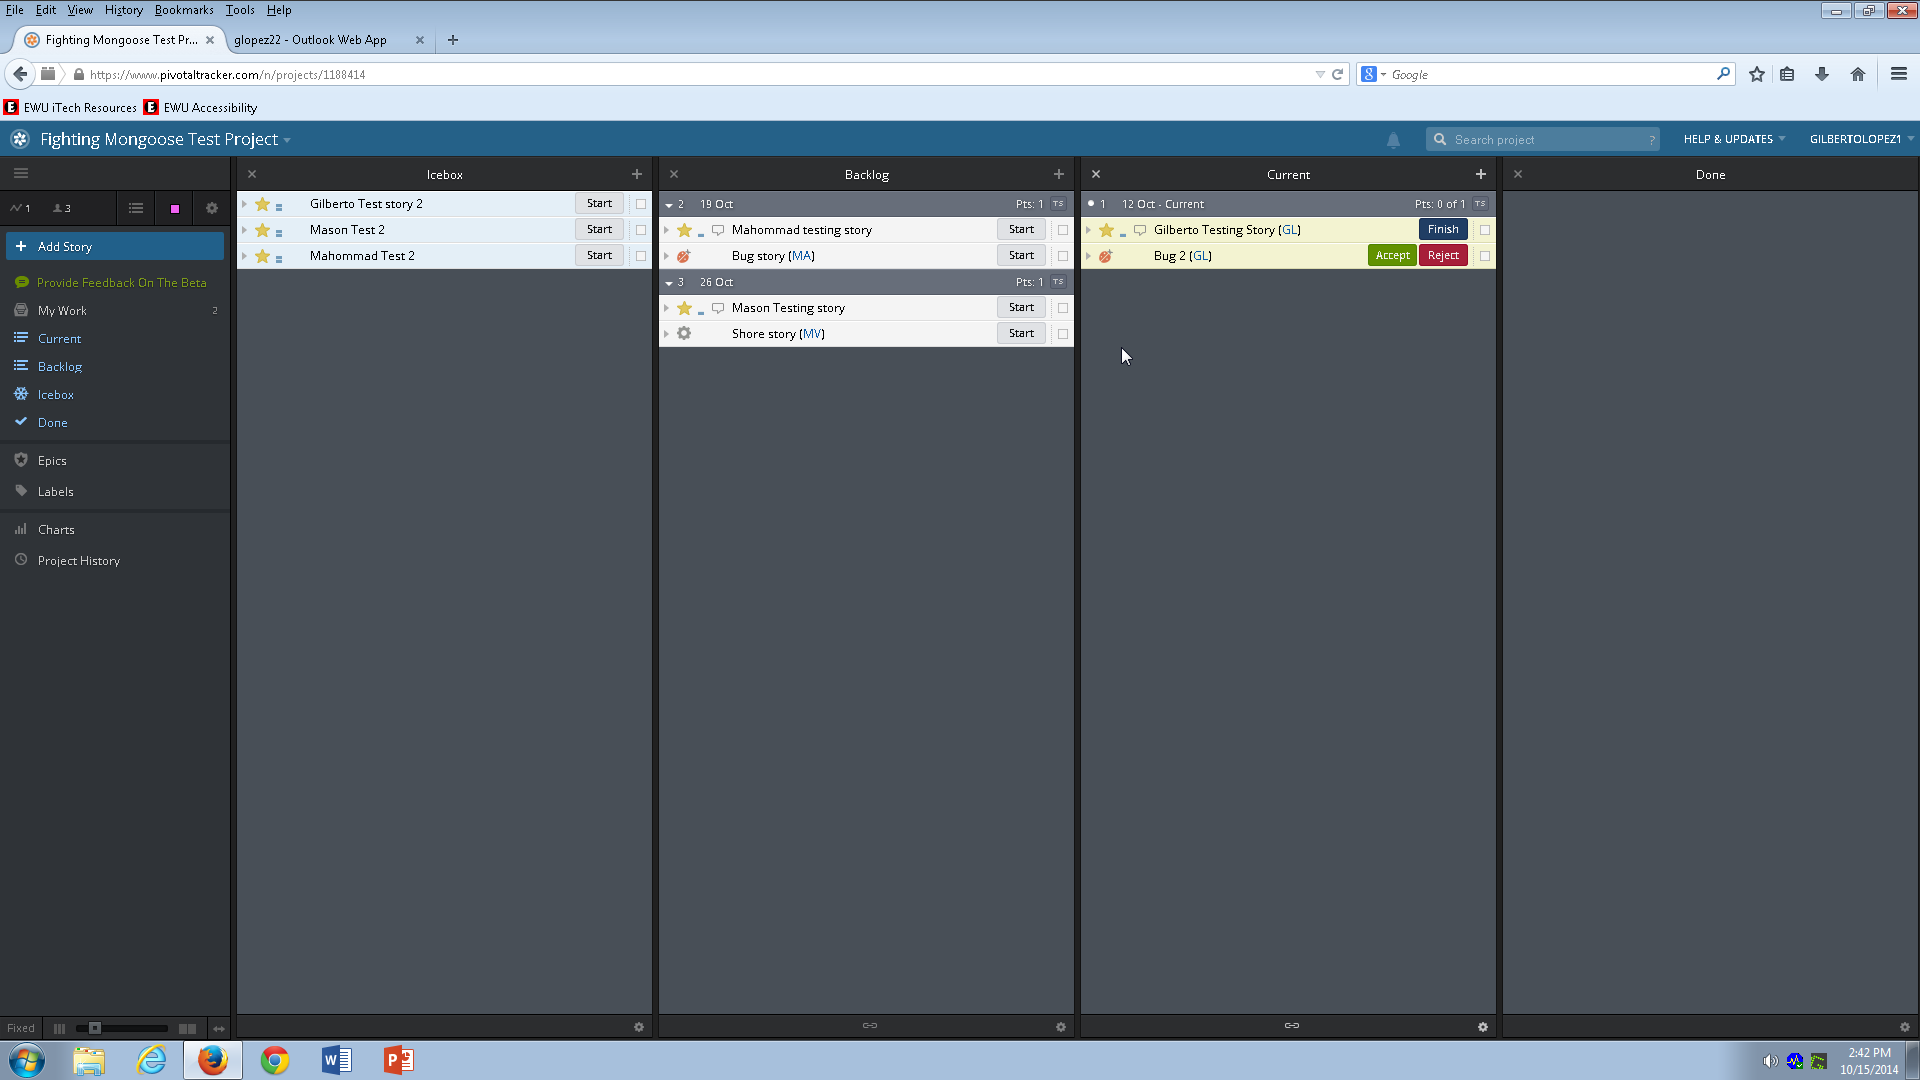 File Edit View History Bookmarks Tools Help
Fighting Mongoose Test Pr... glopez22 - Outlook Web App
https://www.pivotaltracker.com/n/projects/1188414 Google
EWU iTech Resources EWU Accessibility
Fighting Mongoose Test Project Search project ? HELP & UPDATES GILBERTOLOPEZ1
Icebox Backlog Current Done
1 3
Add Story
Provide Feedback On The Beta
My Work 2
Current
Backlog
Icebox
Done
Epics
Labels
Charts
Project History
Fixed
Gilberto Test story 2 Start
Mason Test 2 Start
Mahommad Test 2 Start
2 19 Oct Pts: 1 TS
Mahommad testing story Start
Bug story (MA) Start
3 26 Oct Pts: 1 TS
Mason Testing story Start
Shore story (MV) Start
1 12 Oct - Current Pts: 0 of 1 TS
Gilberto Testing Story (GL) Finish
Bug 2 (GL) Accept Reject
2:42 PM
10/15/2014